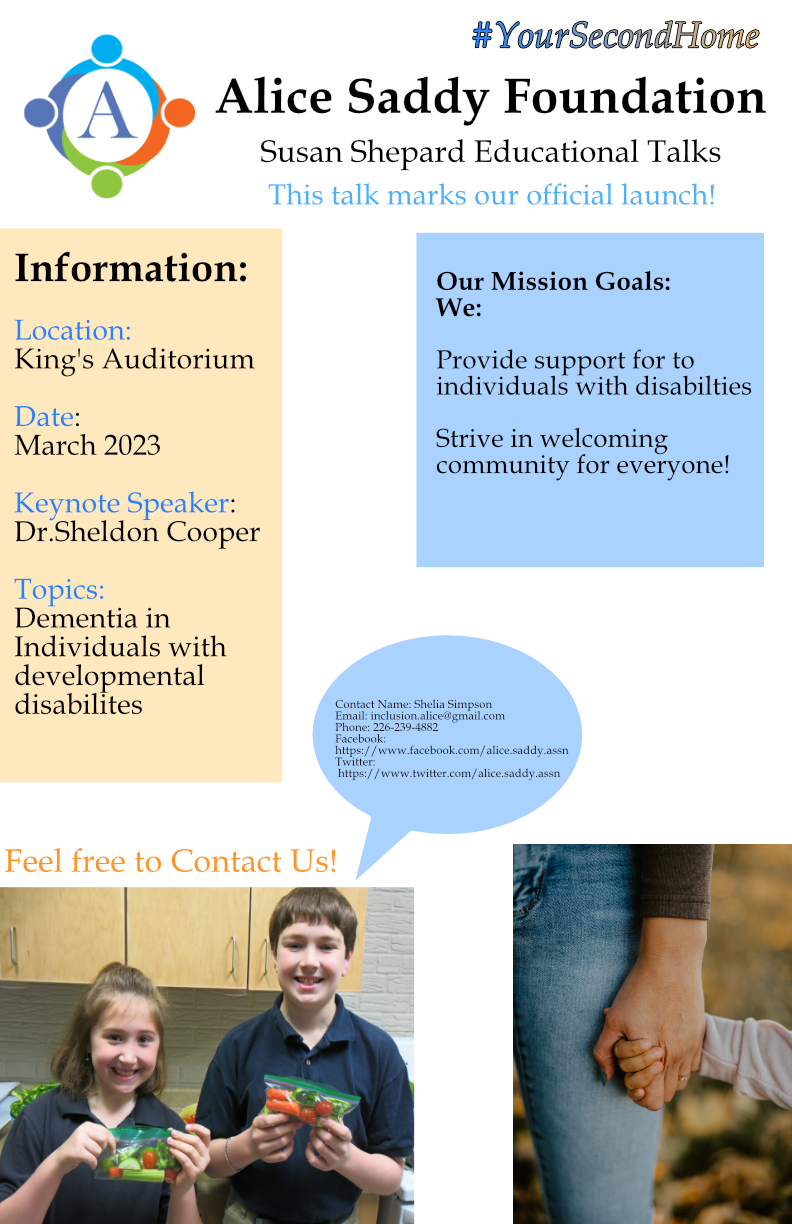 #YourSecondHome
A
Alice Saddy Foundation
Susan Shepard Educational Talks
This talk marks our official launch!
Information:
Location:
King's Auditorium
Date:
March 2023
Keynote Speaker:
Dr.Sheldon Cooper
Topics:
Dementia in
Individuals with
developmental
disabilites
Our Mission Goals:
We:
Provide support for to
individuals with disabilties
Strive in welcoming
community for everyone!
Contact Name: Shelia Simpson
Email: inclusion.alice@gmail.com
Phone: 226-239-4882
Facebook:
https://www.facebook.com/alice.saddy.assn
Twitter:
https://www.twitter.com/alice.saddy.assn
Feel free to Contact Us!